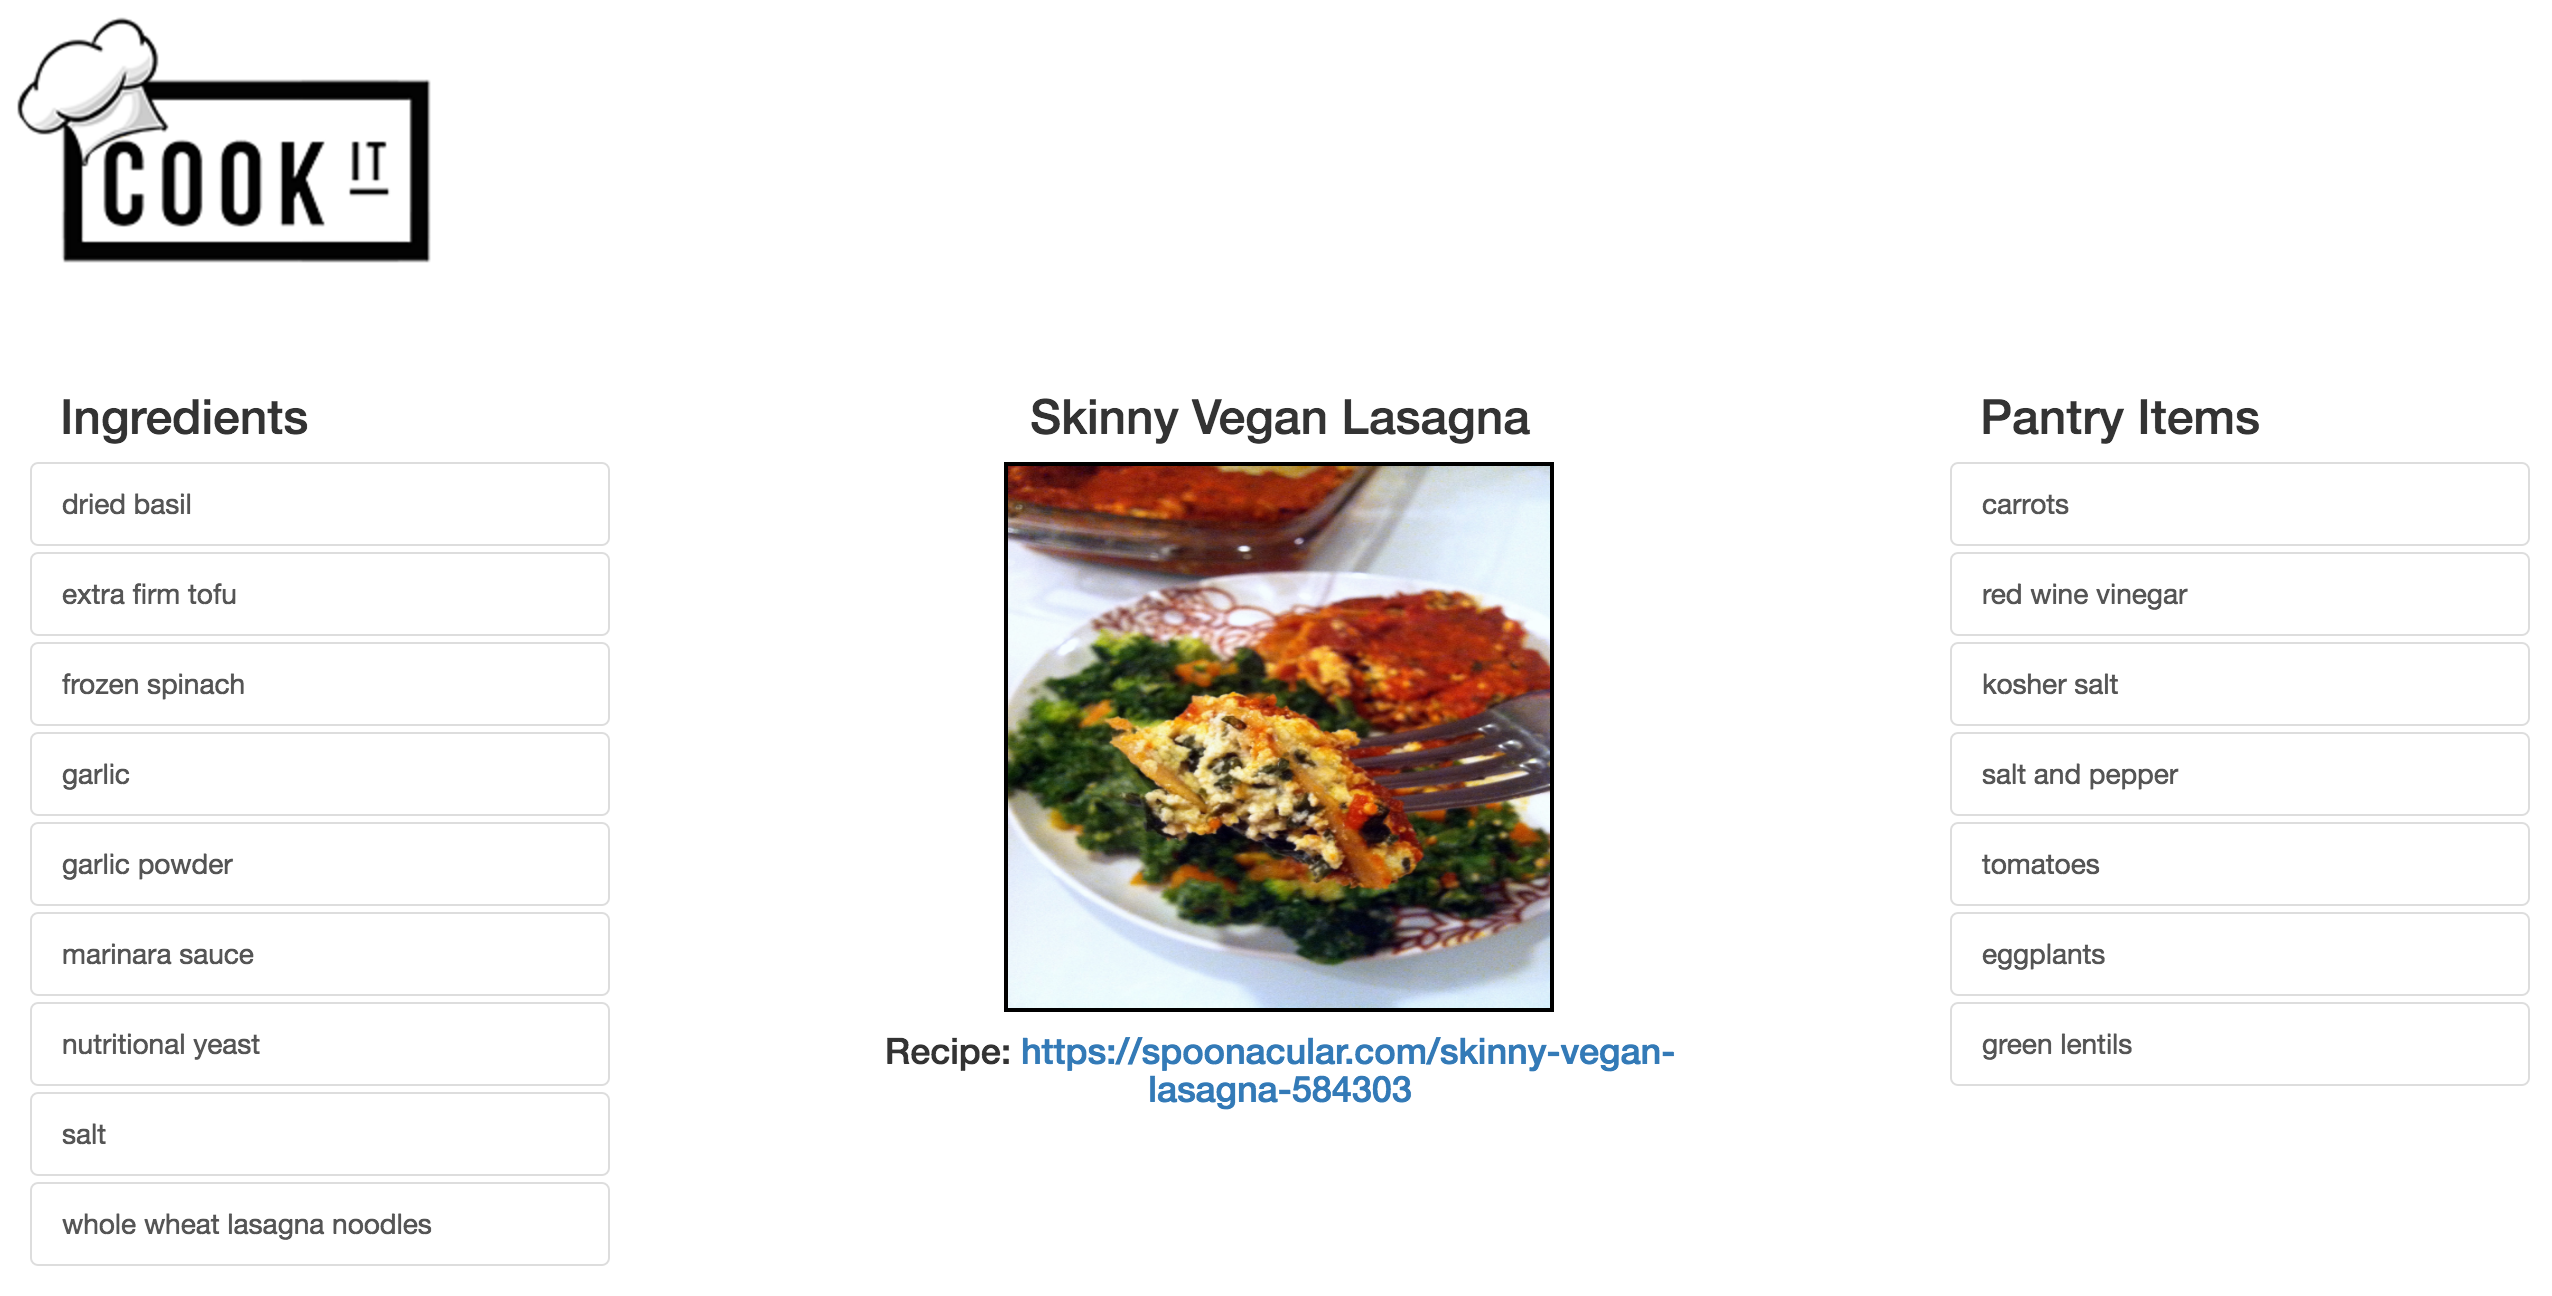 COOK IT
Ingredients
dried basil
extra firm tofu
frozen spinach
garlic
garlic powder
marinara sauce
nutritional yeast
salt
whole wheat lasagna noodles
Skinny Vegan Lasagna
Recipe: https://spoonacular.com/skinny-vegan-
lasagna-584303
Pantry Items
carrots
red wine vinegar
kosher salt
salt and pepper
tomatoes
eggplants
green lentils